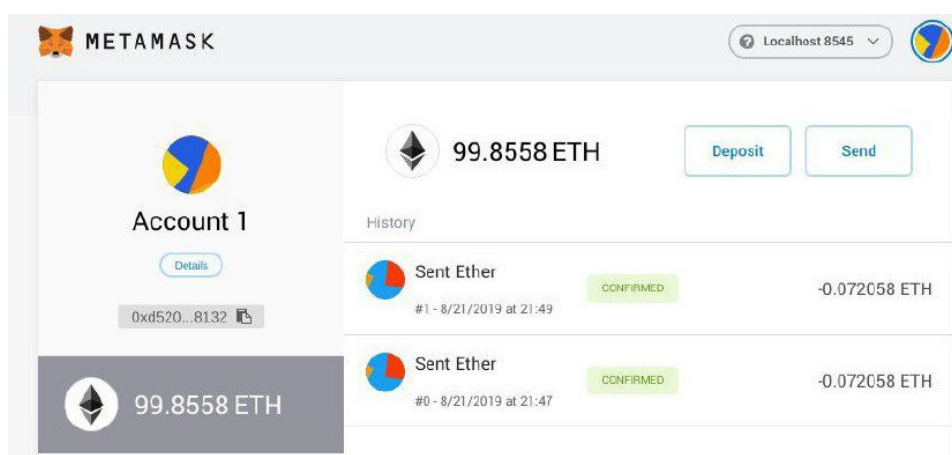 METAMASK
Localhost 8545
99.8558 ETH
Deposit
Send
Account 1
Details
0xd520...8132
History
Sent Ether
CONFIRMED
-0.072058 ETH
#1 - 8/21/2019 at 21:49
Sent Ether
CONFIRMED
-0.072058 ETH
#0 - 8/21/2019 at 21:47
99.8558 ETH